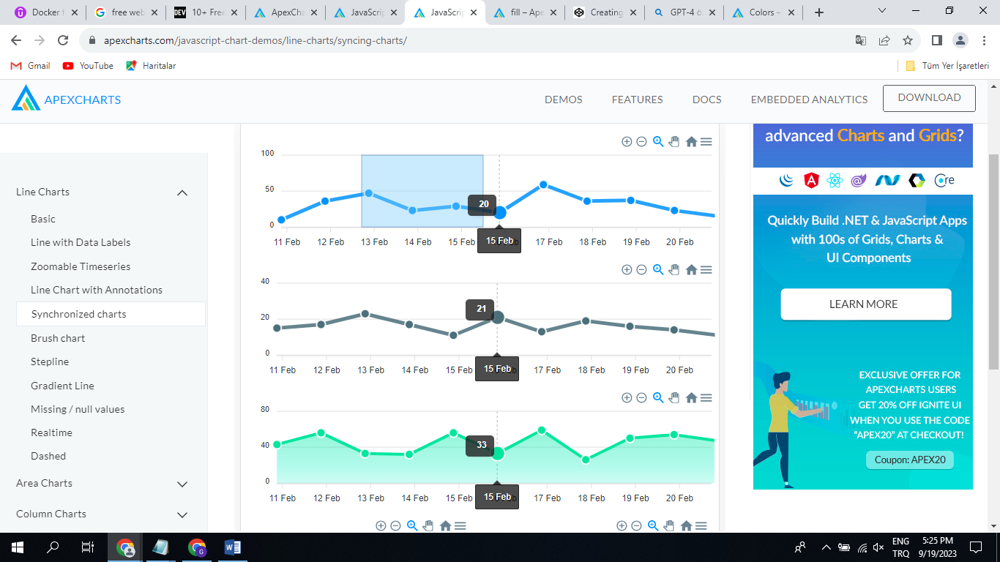 Docker f
free web
10+ Free
ApexCha
JavaScrip
JavaScrip
fill – Ape
Creating
GPT-4 ö
Colors –
apexcharts.com/javascript-chart-demos/line-charts/syncing-charts/
Gmail
YouTube
Haritalar
Tüm Yer İşaretleri
APEXCHARTS
DEMOS
FEATURES
DOCS
EMBEDDED ANALYTICS
DOWNLOAD
Line Charts
Basic
Line with Data Labels
Zoomable Timeseries
Line Chart with Annotations
Synchronized charts
Brush chart
Stepline
Gradient Line
Missing / null values
Realtime
Dashed
Area Charts
Column Charts
100
50
0
20
11 Feb 12 Feb 13 Feb 14 Feb 15 Feb 15 Feb 17 Feb 18 Feb 19 Feb 20 Feb
40
20
0
21
11 Feb 12 Feb 13 Feb 14 Feb 15 Feb 15 Feb 17 Feb 18 Feb 19 Feb 20 Feb
80
40
0
33
11 Feb 12 Feb 13 Feb 14 Feb 15 Feb 15 Feb 17 Feb 18 Feb 19 Feb 20 Feb
advanced Charts and Grids?
Quickly Build .NET & JavaScript Apps
with 100s of Grids, Charts &
UI Components
LEARN MORE
EXCLUSIVE OFFER FOR
APEXCHARTS USERS
GET 20% OFF IGNITE UI
WHEN YOU USE THE CODE
"APEX20" AT CHECKOUT!
Coupon: APEX20
ENG
TRQ
5:25 PM
9/19/2023